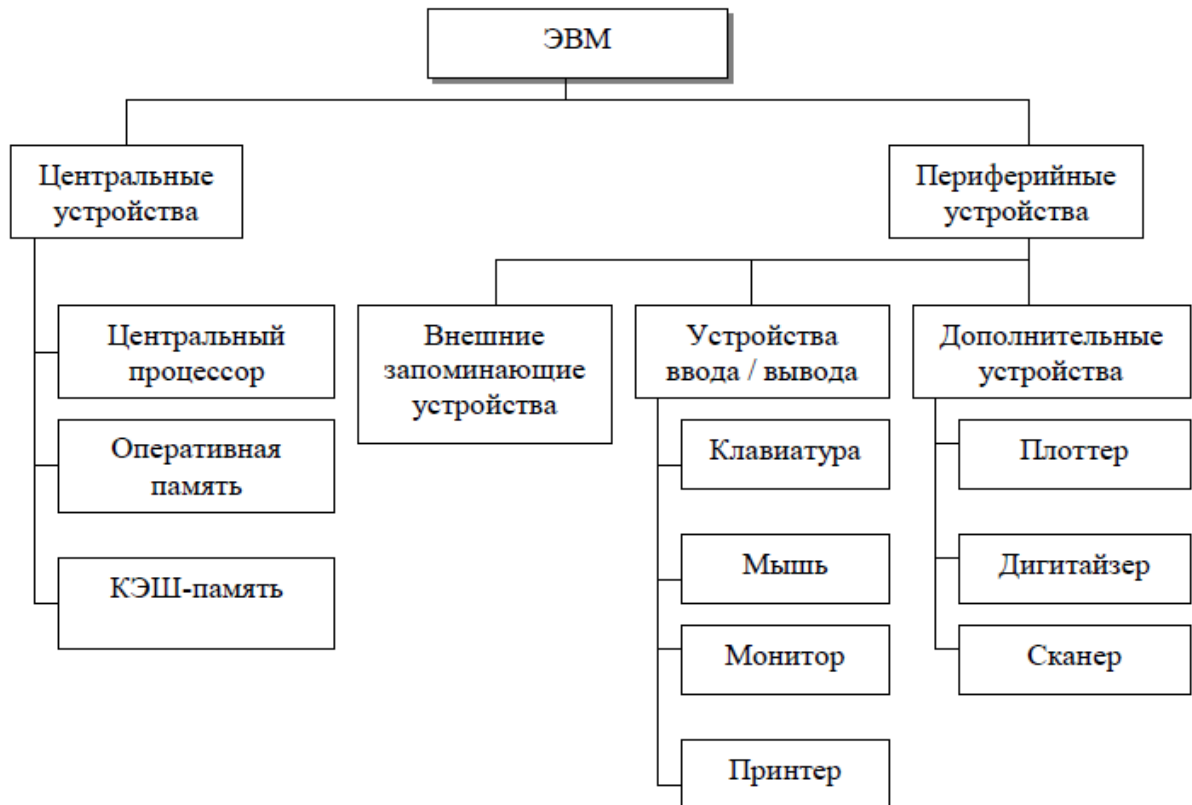 ЭВМ
Центральные
устройства
Периферийные
устройства
Центральный
процессор
Оперативная
память
КЭШ-память
Внешние
запоминающие
устройства
Устройства
ввода / вывода
Клавиатура
Мышь
Монитор
Принтер
Дополнительные
устройства
Плоттер
Дигитайзер
Сканер